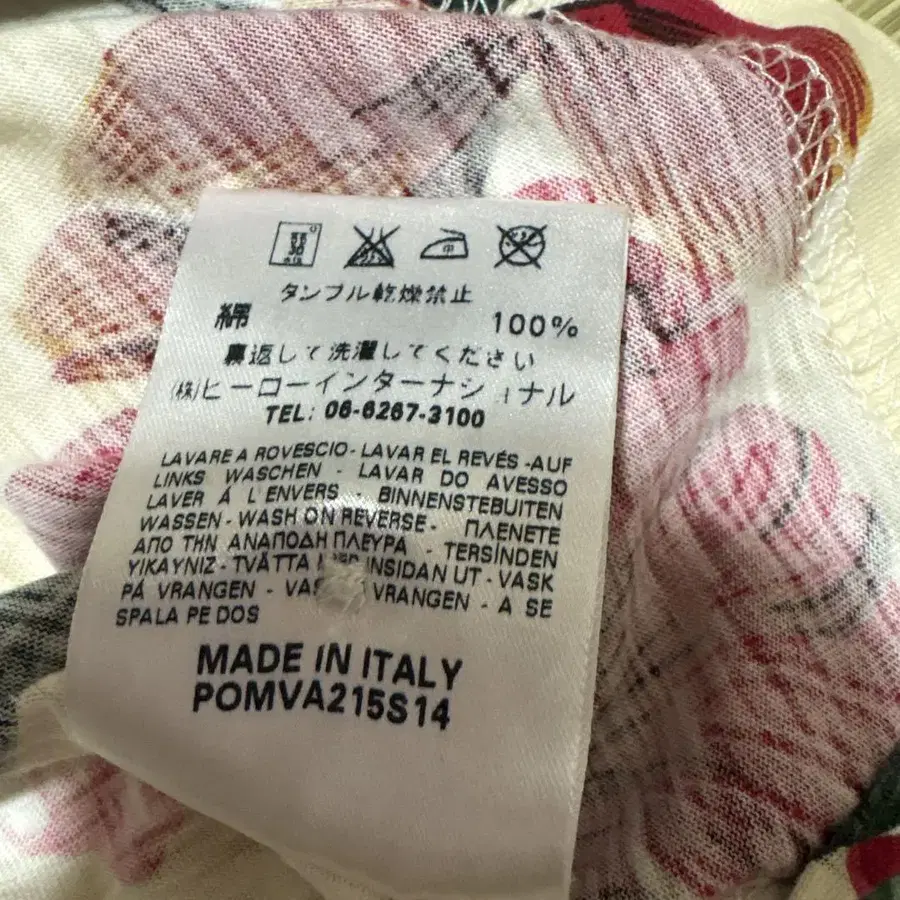 タンブル乾燥禁止
綿 100%
裏返して洗濯してください
(株)ヒーローインターナショナル
TEL: 06-6267-3100
LAVARE A ROVESCIO - LAVAR EL REVÉS - AUF
LINKS WASCHEN - LAVAR DO AVESSO
LAVER Á L'ENVERS - BINNENSTEBUITEN
WASSEN - WASH ON REVERSE - ΠΛΕΝΕΤΕ
ΑΠΟ ΤΗΝ ΑΝΑΠΟΔΗ ΠΛΕΥΡΑ - TERSİNDEN
YIKAYNIZ - TVÄTTA INSIDAN UT - VASK
PÅ VRANGEN - VRANGEN - A SE
SPALA PE DOS
MADE IN ITALY
POMVA215S14